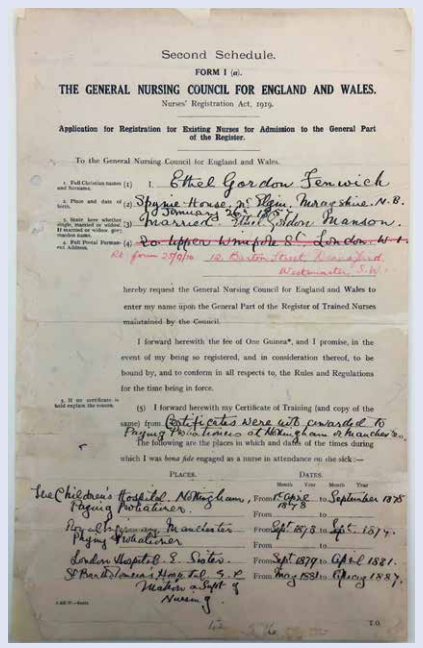 Second Schedule.
FORM I (a).
THE GENERAL NURSING COUNCIL FOR ENGLAND AND WALES.
Nurses' Registration Act, 1919.
Application for Registration for Existing Nurses for Admission to the General Part
of the Register.
To the General Nursing Council for England and Wales.
1. Full Christian names and Surname. (1) I. Ethel Gordon Fenwick
2. Place and date of birth. (2) Spynie House, nr Elgin, Morayshire N.B.
January 26 1857
3. State here whether single, married or widow. If married or widow, give maiden name. (3) Married. Ethel Gordon Manson.
4. Full Postal Permanent Address. (4) 20 Upper Wimpole St., London W.1.
12 Barton Street
Westminster S.W.1
hereby request the General Nursing Council for England and Wales to
enter my name upon the General Part of the Register of Trained Nurses
maintained by the Council.
I forward herewith the fee of One Guinea*, and I promise, in the
event of my being so registered, and in consideration thereof, to be
bound by, and to conform in all respects to, the Rules and Regulations
for the time being in force.
5. If no certificate is held explain the reason. (5) I forward herewith my Certificate of Training (and copy of the
same) from Certificates were not awarded to
Paying Probationers at Nottingham or Manchester.
The following are the places in which and dates of the times during
which I was bona fide engaged as a nurse in attendance on the sick:—
PLACES. DATES.
Month Year Month Year
Children's Hospital, Nottingham, From April 1878 to September 1878
Paying Probationer. From to
Royal Infirmary Manchester From Sept. 1878 to Sept. 1879.
Paying Probationer From to
London Hospital E. Sister. From Sept 1879 to April 1881.
St Bartholomew's Hospital From May 1881 to 1887.
Matron & Supt of
Nursing.
T.O.